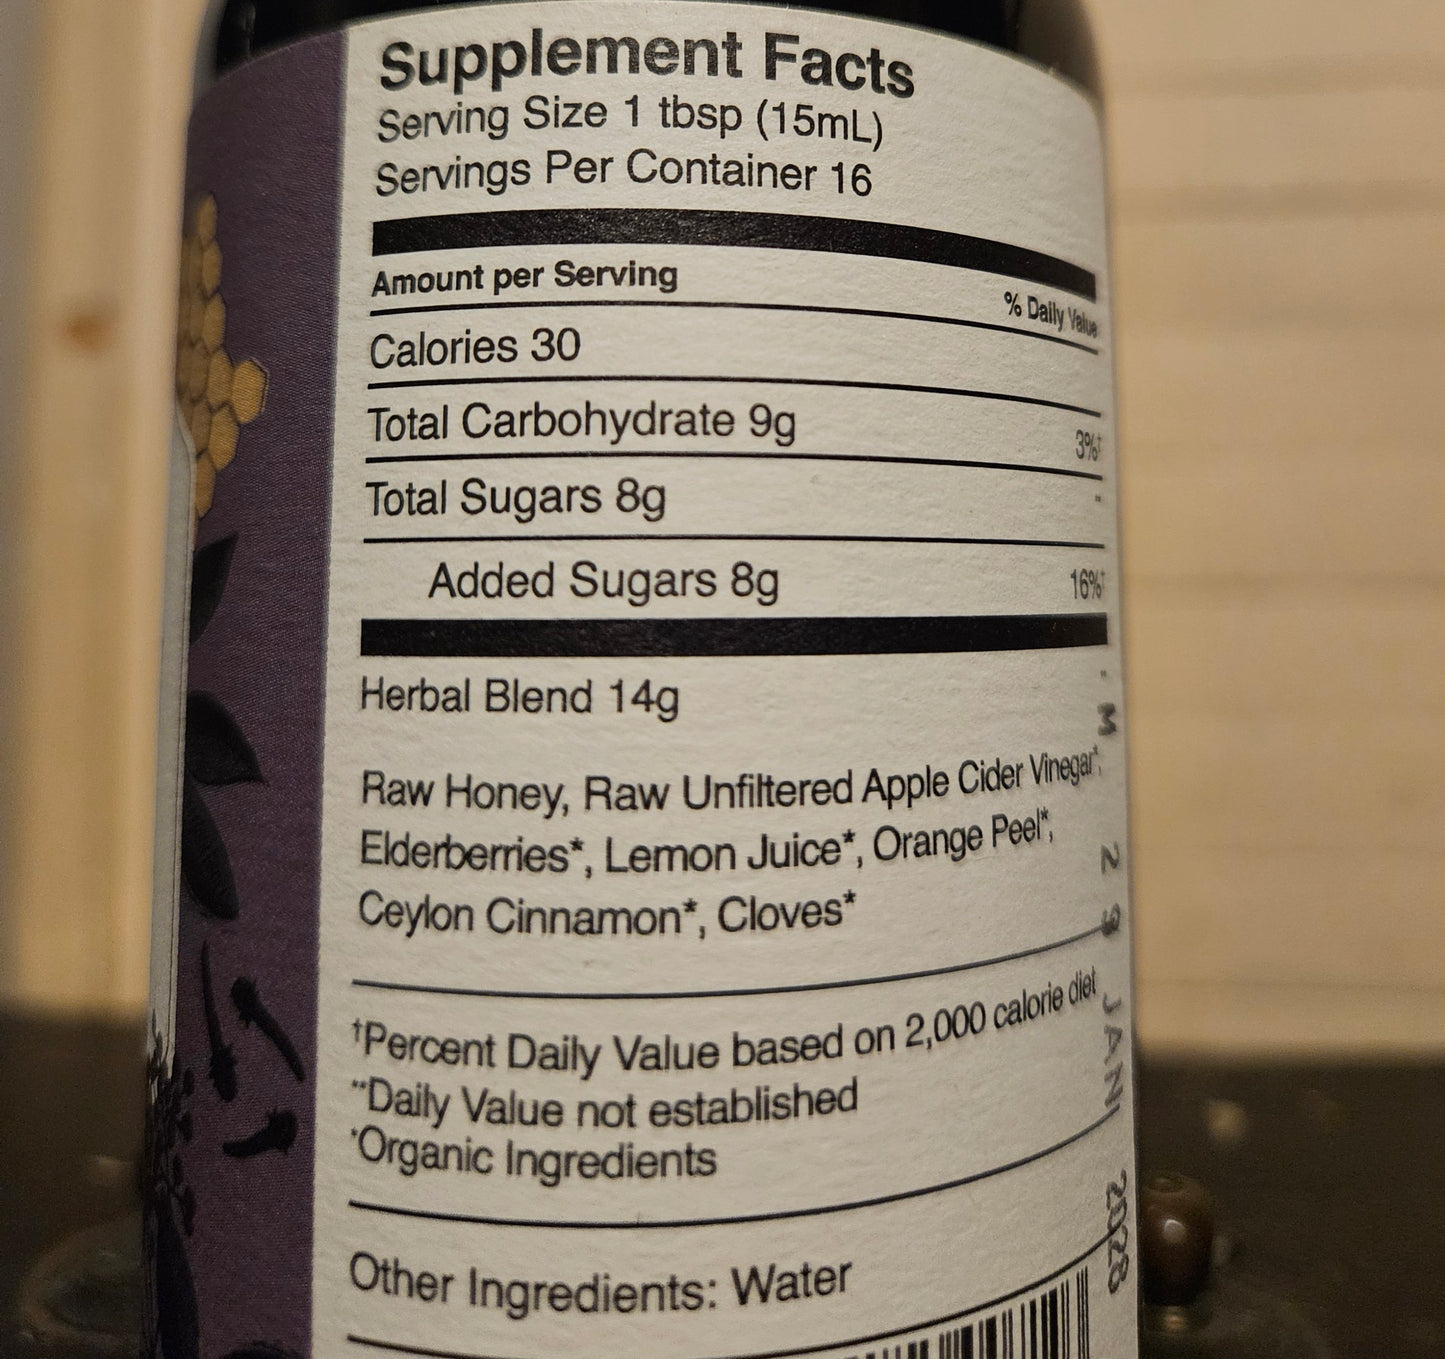 Supplement Facts
Serving Size 1 tbsp (15mL)
Servings Per Container 16
Amount per Serving
% Daily Value
Calories 30
Total Carbohydrate 9g 3%†
Total Sugars 8g **
Added Sugars 8g 16%†
Herbal Blend 14g
Raw Honey, Raw Unfiltered Apple Cider Vinegar*,
Elderberries*, Lemon Juice*, Orange Peel*,
Ceylon Cinnamon*, Cloves*
†Percent Daily Value based on 2,000 calorie diet
**Daily Value not established
*Organic Ingredients
Other Ingredients: Water
JAN 2028